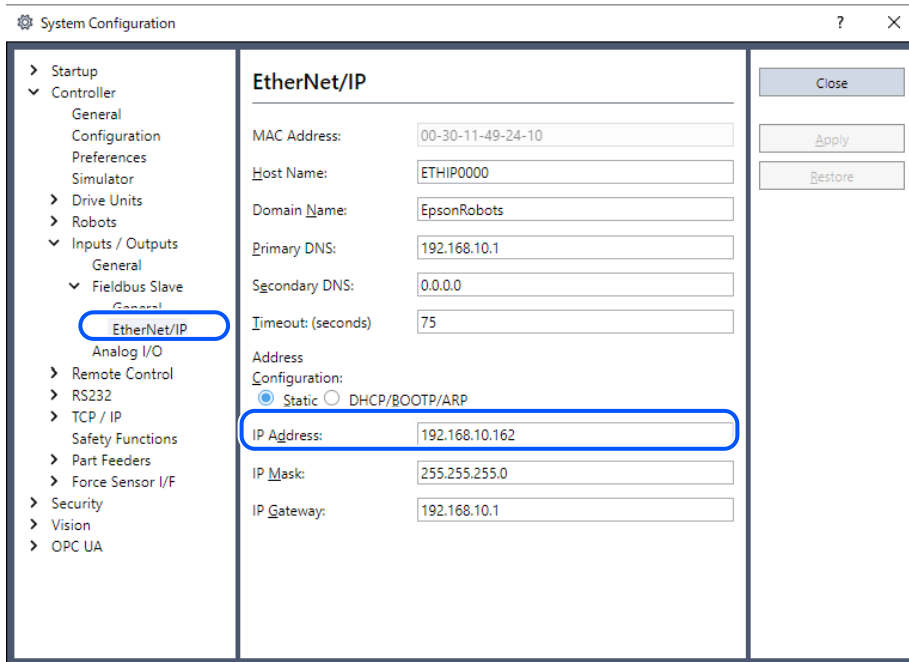 System Configuration
?
Startup
Controller
General
Configuration
Preferences
Simulator
Drive Units
Robots
Inputs / Outputs
General
Fieldbus Slave
General
EtherNet/IP
Analog I/O
Remote Control
RS232
TCP / IP
Safety Functions
Part Feeders
Force Sensor I/F
Security
Vision
OPC UA
EtherNet/IP
MAC Address: 00-30-11-49-24-10
Host Name: ETHIP0000
Domain Name: EpsonRobots
Primary DNS: 192.168.10.1
Secondary DNS: 0.0.0.0
Timeout: (seconds) 75
Address
Configuration:
Static DHCP/BOOTP/ARP
IP Address: 192.168.10.162
IP Mask: 255.255.255.0
IP Gateway: 192.168.10.1
Close
Apply
Restore